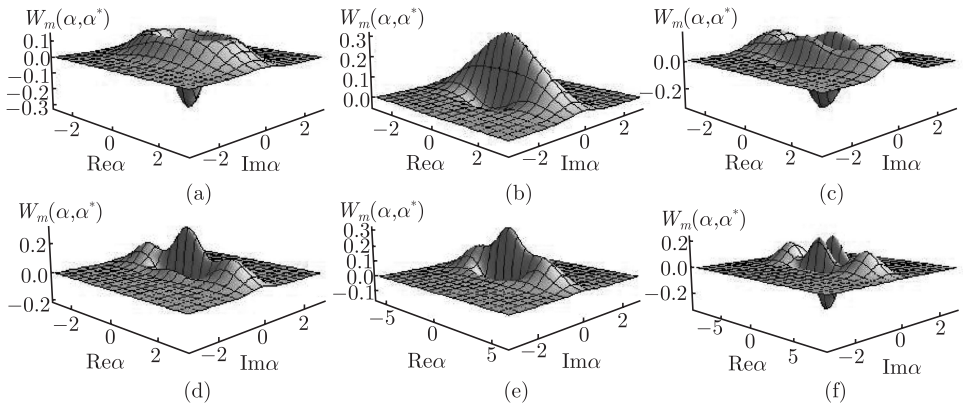 W_m(α,α*) W_m(α,α*) W_m(α,α*)
0.1 0.3
0.0 0.2 0.0
−0.1 0.1
−0.2 0.0 −0.2
−0.3
−2 0 2 −2 0 2 −2 0 2 −2 0 2 −2 0 2 −2 0 2
Reα Imα Reα Imα Reα Imα
(a) (b) (c)
W_m(α,α*) W_m(α,α*) W_m(α,α*)
0.2 0.3 0.2
0.2
0.0 0.1 0.0
0.0
−0.2 −0.1 −0.2
−2 0 2 −2 0 2 −5 0 5 −2 0 2 −5 0 5 −2 0 2
Reα Imα Reα Imα Reα Imα
(d) (e) (f)